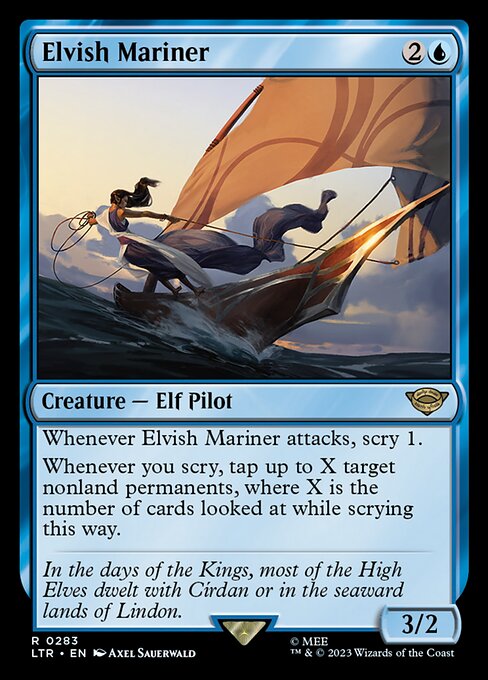 Elvish Mariner 2
Creature — Elf Pilot
Whenever Elvish Mariner attacks, scry 1.
Whenever you scry, tap up to X target
nonland permanents, where X is the
number of cards looked at while scrying
this way.
In the days of the Kings, most of the High
Elves dwelt with Círdan or in the seaward
lands of Lindon.
3/2
R 0283
LTR • EN Axel Sauerwald
© MEE
™ & © 2023 Wizards of the Coast